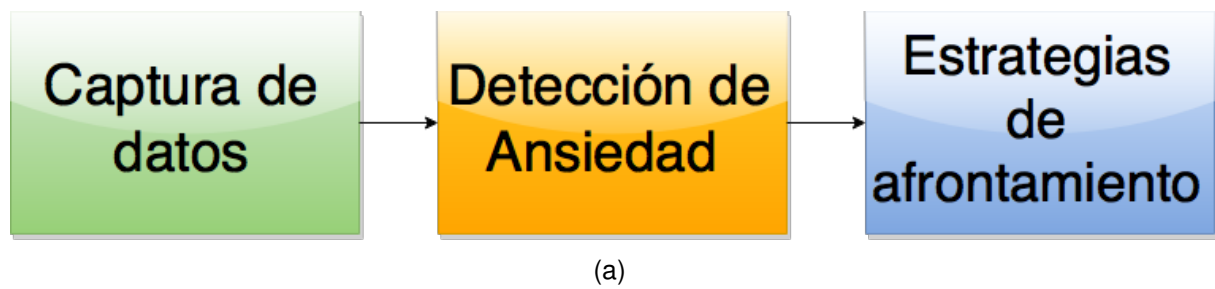 Captura de
datos
Detección de
Ansiedad
Estrategias
de
afrontamiento
(a)